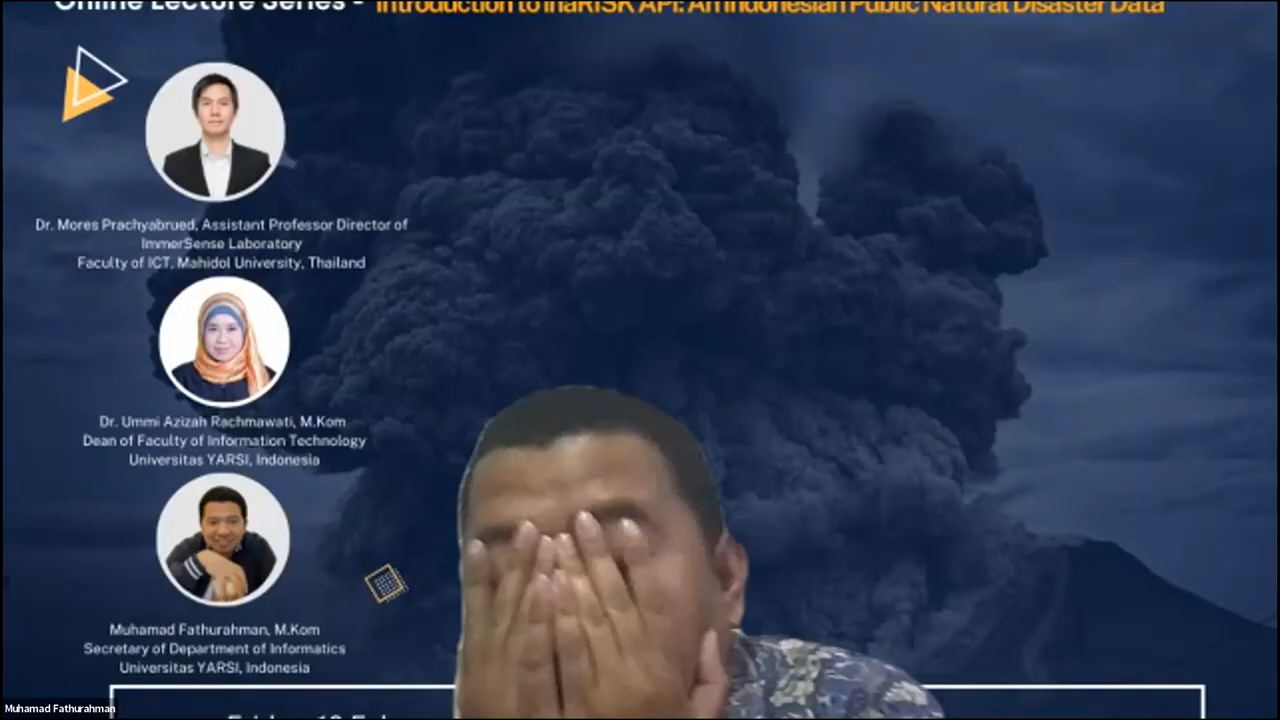 Online Lecture Series - Introduction to InaRISK API: An Indonesian Public Natural Disaster Data
Dr. Mores Prachyabrued, Assistant Professor Director of
ImmerSense Laboratory
Faculty of ICT, Mahidol University, Thailand
Dr. Ummi Azizah Rachmawati, M.Kom
Dean of Faculty of Information Technology
Universitas YARSI, Indonesia
Muhamad Fathurahman, M.Kom
Secretary of Department of Informatics
Universitas YARSI, Indonesia
Muhamad Fathurahman